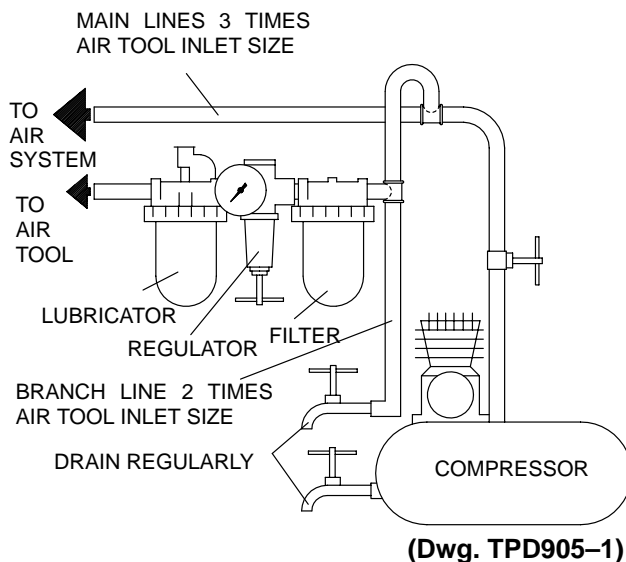 MAIN LINES 3 TIMES
AIR TOOL INLET SIZE
TO
AIR
SYSTEM
TO
AIR
TOOL
LUBRICATOR
REGULATOR
FILTER
BRANCH LINE 2 TIMES
AIR TOOL INLET SIZE
DRAIN REGULARLY
COMPRESSOR
(Dwg. TPD905–1)